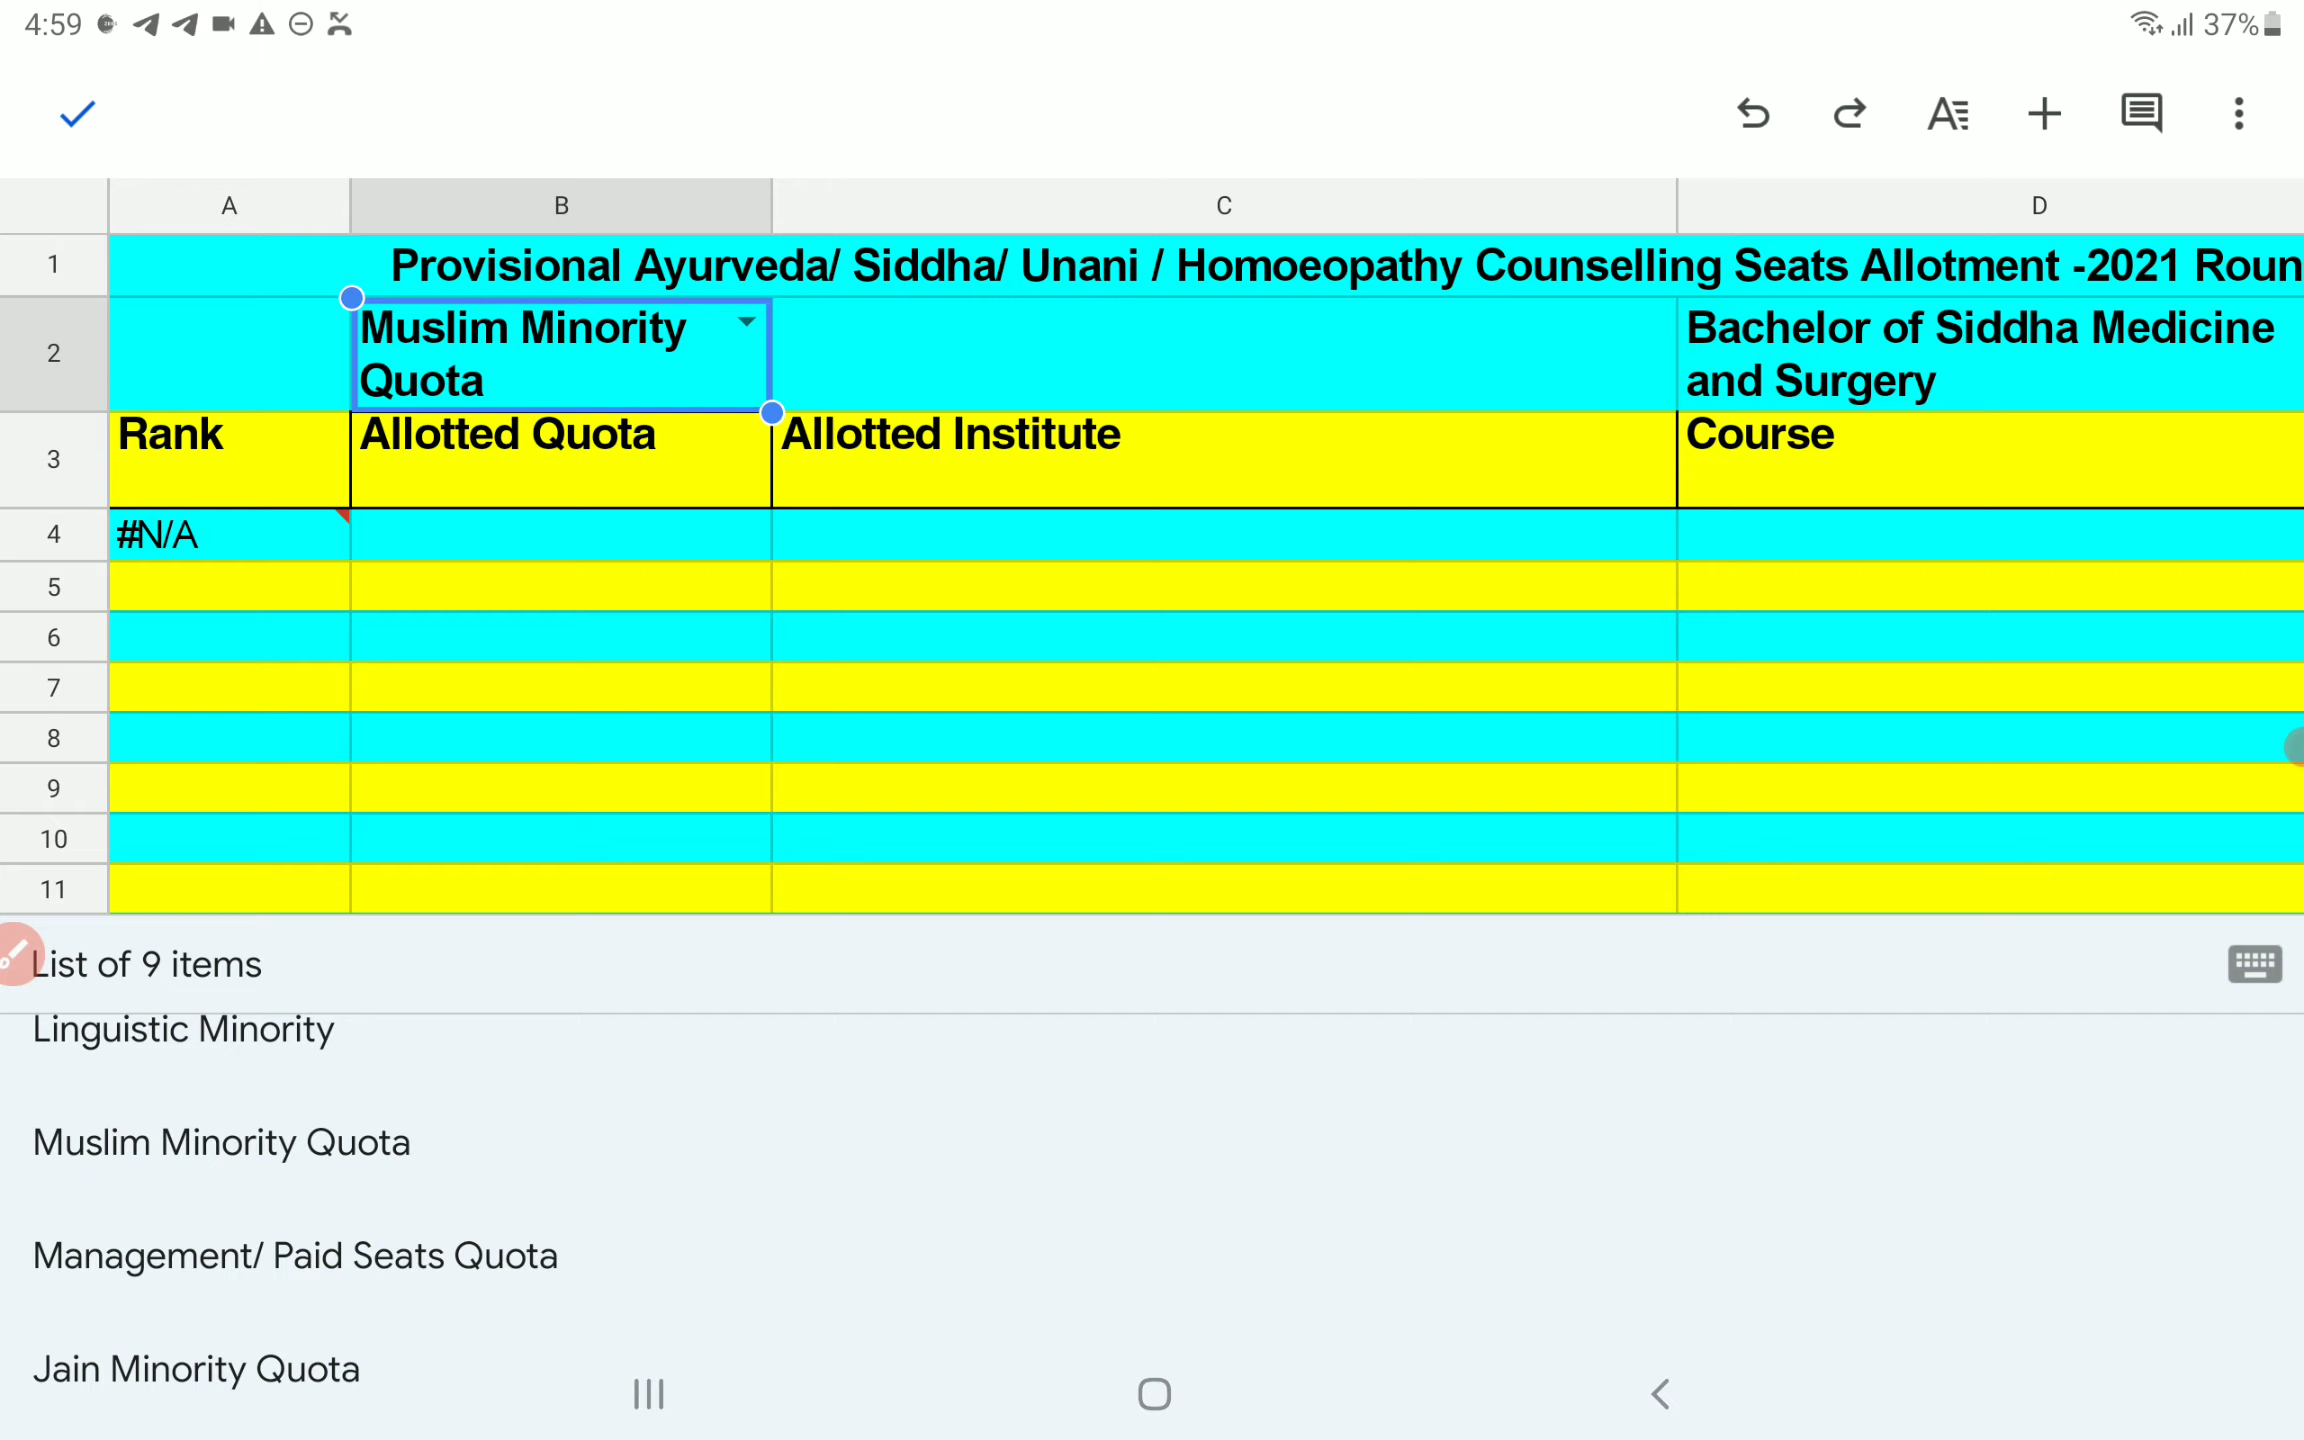 4:59 37%
A B C D
1 Provisional Ayurveda/ Siddha/ Unani / Homoeopathy Counselling Seats Allotment -2021 Roun
2 Muslim Minority Quota Bachelor of Siddha Medicine and Surgery
3 Rank Allotted Quota Allotted Institute Course
4 #N/A
5
6
7
8
9
10
11
List of 9 items
Linguistic Minority
Muslim Minority Quota
Management/ Paid Seats Quota
Jain Minority Quota